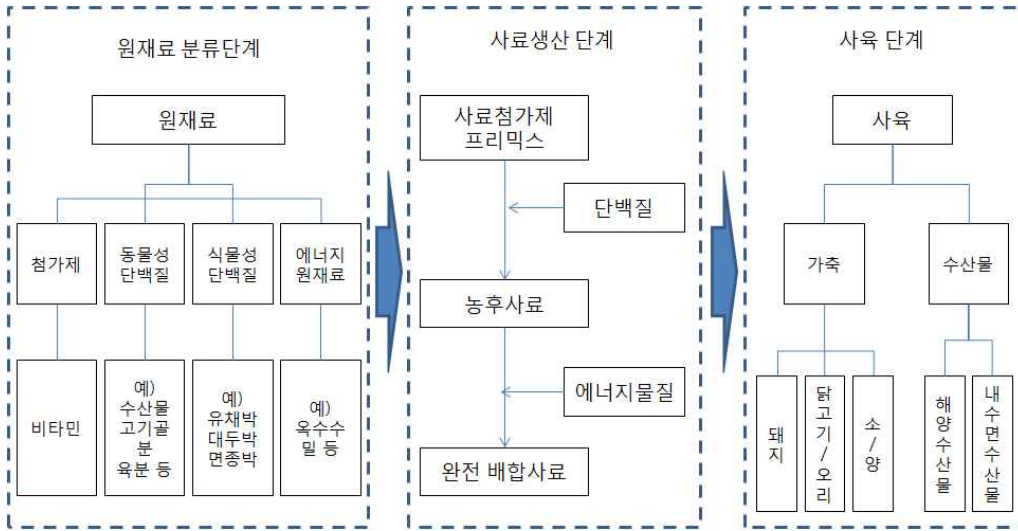 원재료 분류단계
원재료
첨가제
동물성
단백질
식물성
단백질
에너지
원재료
비타민
예)
수산물
고기골
분
육분 등
예)
유채박
대두박
면종박
예)
옥수수
밀 등
사료생산 단계
사료첨가제
프리믹스
단백질
농후사료
에너지물질
완전 배합사료
사육 단계
사육
가축
수산물
돼지
닭고기/오리
소/양
해양수산물
내수면수산물